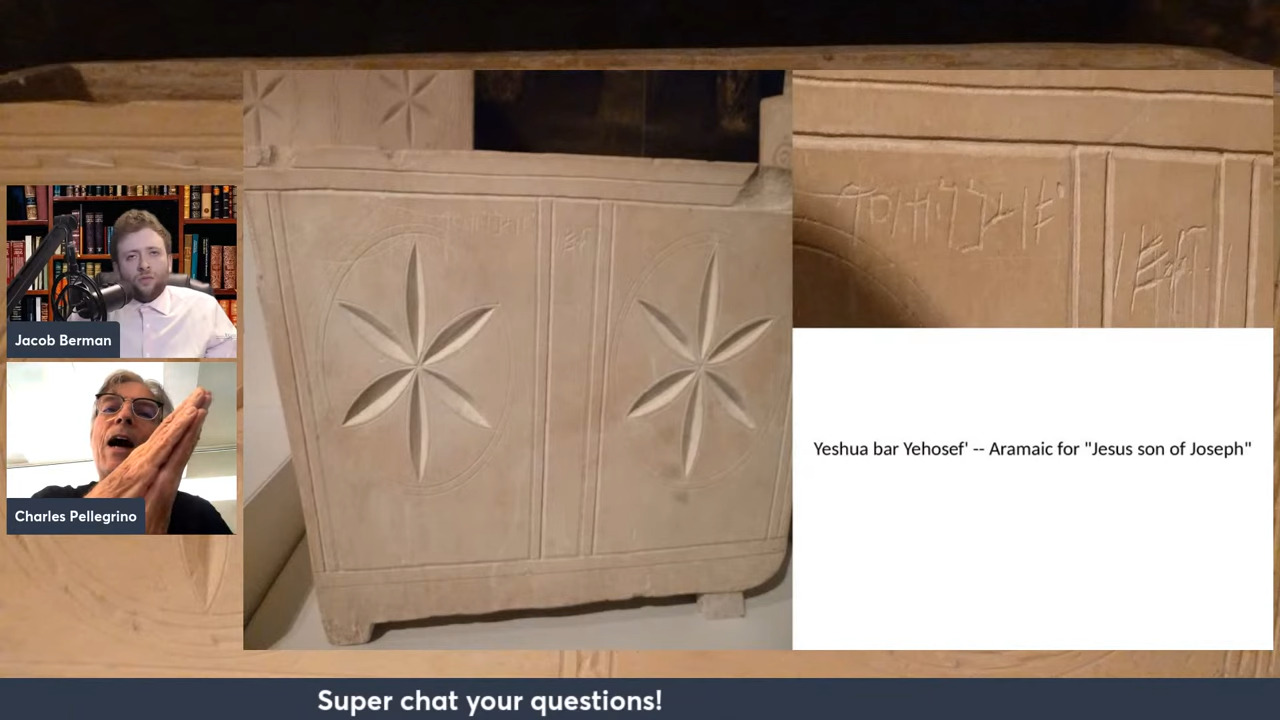 Jacob Berman
Charles Pellegrino
Yeshua bar Yehosef' -- Aramaic for "Jesus son of Joseph"
Super chat your questions!